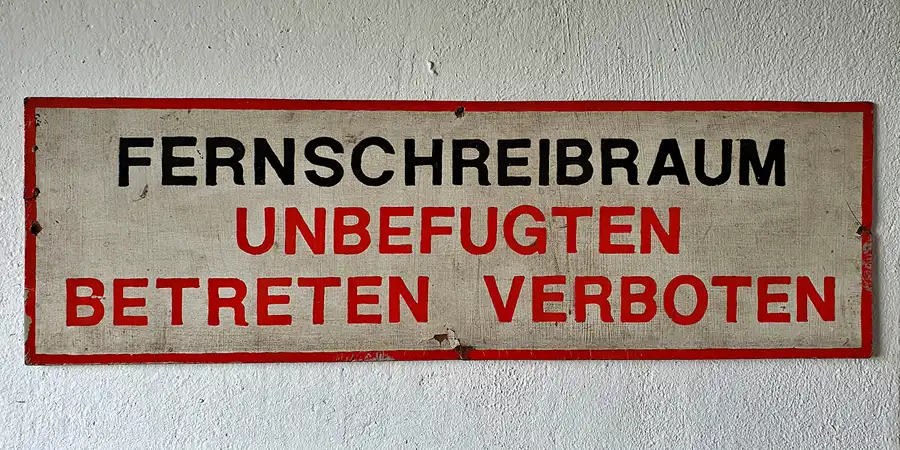 FERNSCHREIBRAUM
UNBEFUGTEN
BETRETEN VERBOTEN